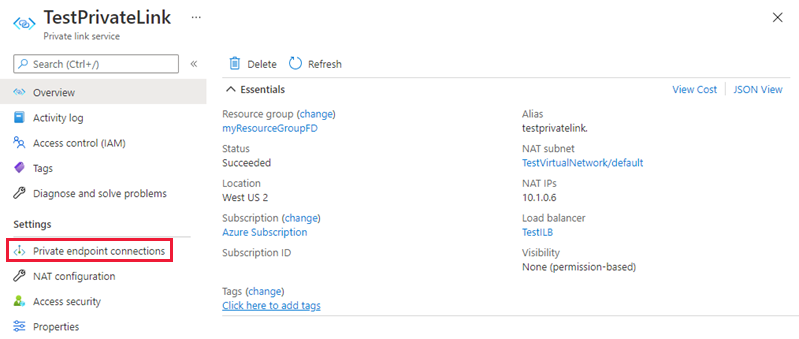 TestPrivateLink ...
Private link service
Search (Ctrl+/)
«
Overview
Activity log
Access control (IAM)
Tags
Diagnose and solve problems
Settings
Private endpoint connections
NAT configuration
Access security
Properties
Delete Refresh
Essentials View Cost JSON View
Resource group (change)
myResourceGroupFD
Status
Succeeded
Location
West US 2
Subscription (change)
Azure Subscription
Subscription ID
Alias
testprivatelink.
NAT subnet
TestVirtualNetwork/default
NAT IPs
10.1.0.6
Load balancer
TestILB
Visibility
None (permission-based)
Tags (change)
Click here to add tags